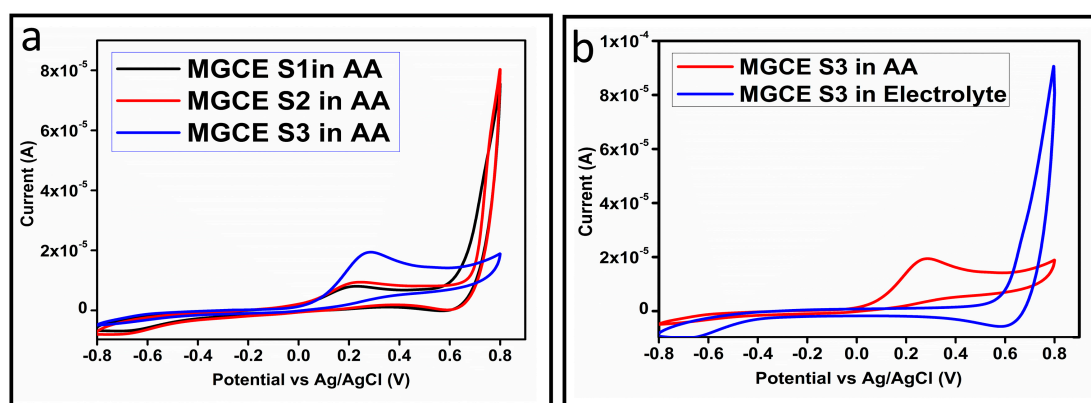 a
MGCE S1in AA
MGCE S2 in AA
MGCE S3 in AA
Current (A)
8x10⁻⁵
6x10⁻⁵
4x10⁻⁵
2x10⁻⁵
0
-0.8 -0.6 -0.4 -0.2 0.0 0.2 0.4 0.6 0.8
Potential vs Ag/AgCl (V)
b
MGCE S3 in AA
MGCE S3 in Electrolyte
Current (A)
1x10⁻⁴
8x10⁻⁵
6x10⁻⁵
4x10⁻⁵
2x10⁻⁵
0
-0.8 -0.6 -0.4 -0.2 0.0 0.2 0.4 0.6 0.8
Potential vs Ag/AgCl (V)